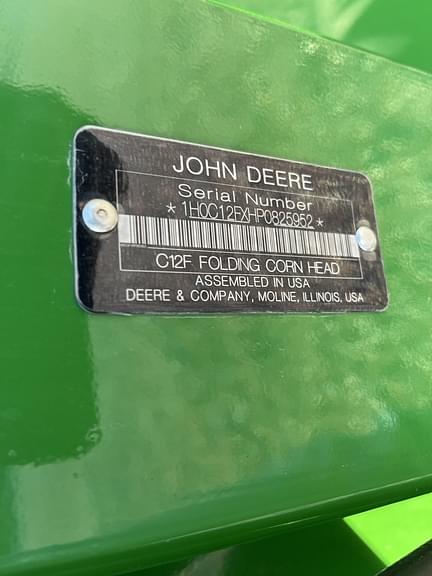 JOHN DEERE
Serial Number
*1H0C12FXHP0825952*
C12F FOLDING CORN HEAD
ASSEMBLED IN USA
DEERE & COMPANY, MOLINE, ILLINOIS, USA